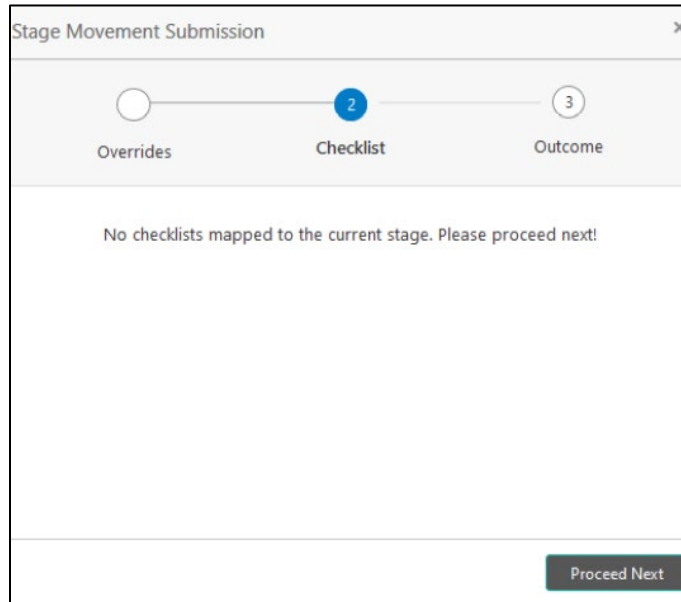 Stage Movement Submission
×
2
3
Overrides
Checklist
Outcome
No checklists mapped to the current stage. Please proceed next!
Proceed Next